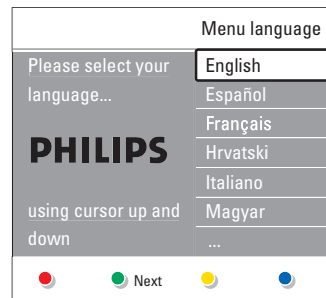 Menu language
Please select your
language...
PHILIPS
using cursor up and
down
English
Español
Français
Hrvatski
Italiano
Magyar
...
Next